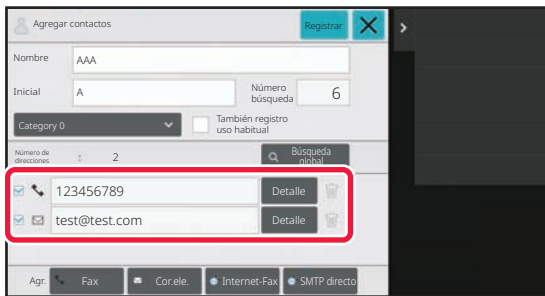 Agregar contactos
Registrar
Nombre
AAA
Inicial
A
Número
búsqueda
6
Category 0
También registro
uso habitual
Número de
direcciones
:
2
Búsqueda
global
123456789
Detalle
test@test.com
Detalle
Agr.
Fax
Cor.ele.
Internet-Fax
SMTP directo